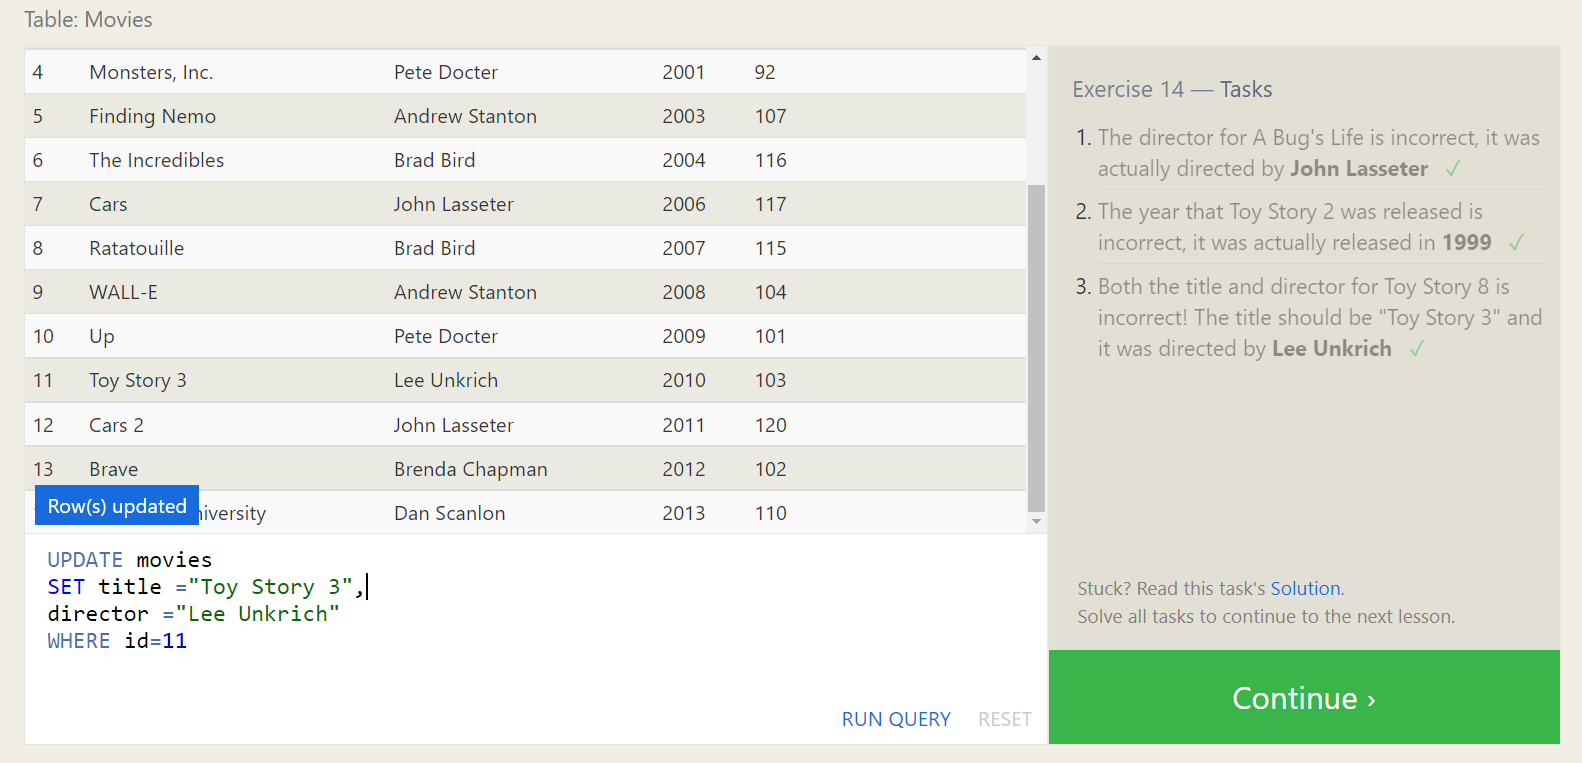 Table: Movies
4 Monsters, Inc. Pete Docter 2001 92
5 Finding Nemo Andrew Stanton 2003 107
6 The Incredibles Brad Bird 2004 116
7 Cars John Lasseter 2006 117
8 Ratatouille Brad Bird 2007 115
9 WALL-E Andrew Stanton 2008 104
10 Up Pete Docter 2009 101
11 Toy Story 3 Lee Unkrich 2010 103
12 Cars 2 John Lasseter 2011 120
13 Brave Brenda Chapman 2012 102
Row(s) updated niversity Dan Scanlon 2013 110
UPDATE movies
SET title ="Toy Story 3",
director ="Lee Unkrich"
WHERE id=11
RUN QUERY RESET
Exercise 14 — Tasks
1. The director for A Bug's Life is incorrect, it was
actually directed by John Lasseter ✓
2. The year that Toy Story 2 was released is
incorrect, it was actually released in 1999 ✓
3. Both the title and director for Toy Story 8 is
incorrect! The title should be "Toy Story 3" and
it was directed by Lee Unkrich ✓
Stuck? Read this task's Solution.
Solve all tasks to continue to the next lesson.
Continue ›